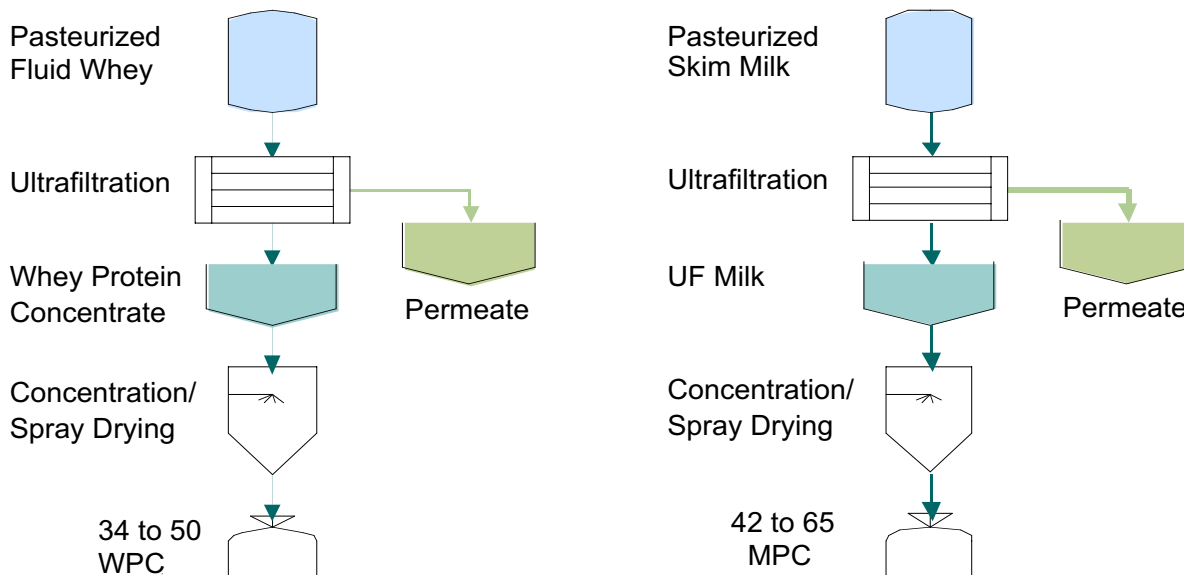 Pasteurized
Fluid Whey
Ultrafiltration
Permeate
Whey Protein
Concentrate
Concentration/
Spray Drying
34 to 50
WPC
Pasteurized
Skim Milk
Ultrafiltration
Permeate
UF Milk
Concentration/
Spray Drying
42 to 65
MPC